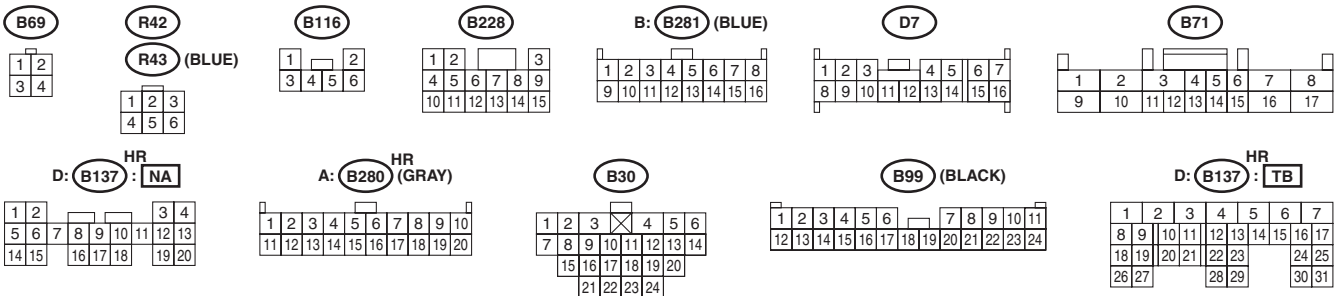 B69
1 2
3 4
R42
R43 (BLUE)
1 2 3
4 5 6
B116
1 2
3 4 5 6
B228
1 2 3
4 5 6 7 8 9
10 11 12 13 14 15
B: B281 (BLUE)
1 2 3 4 5 6 7 8
9 10 11 12 13 14 15 16
D7
1 2 3 4 5 6 7
8 9 10 11 12 13 14 15 16
B71
1 2 3 4 5 6 7 8
9 10 11 12 13 14 15 16 17
HR
D: B137 : NA
1 2 3 4
5 6 7 8 9 10 11 12 13
14 15 16 17 18 19 20
HR
A: B280 (GRAY)
1 2 3 4 5 6 7 8 9 10
11 12 13 14 15 16 17 18 19 20
B30
1 2 3 4 5 6
7 8 9 10 11 12 13 14
15 16 17 18 19 20
21 22 23 24
B99 (BLACK)
1 2 3 4 5 6 7 8 9 10 11
12 13 14 15 16 17 18 19 20 21 22 23 24
HR
D: B137 : TB
1 2 3 4 5 6 7
8 9 10 11 12 13 14 15 16 17
18 19 20 21 22 23 24 25
26 27 28 29 30 31